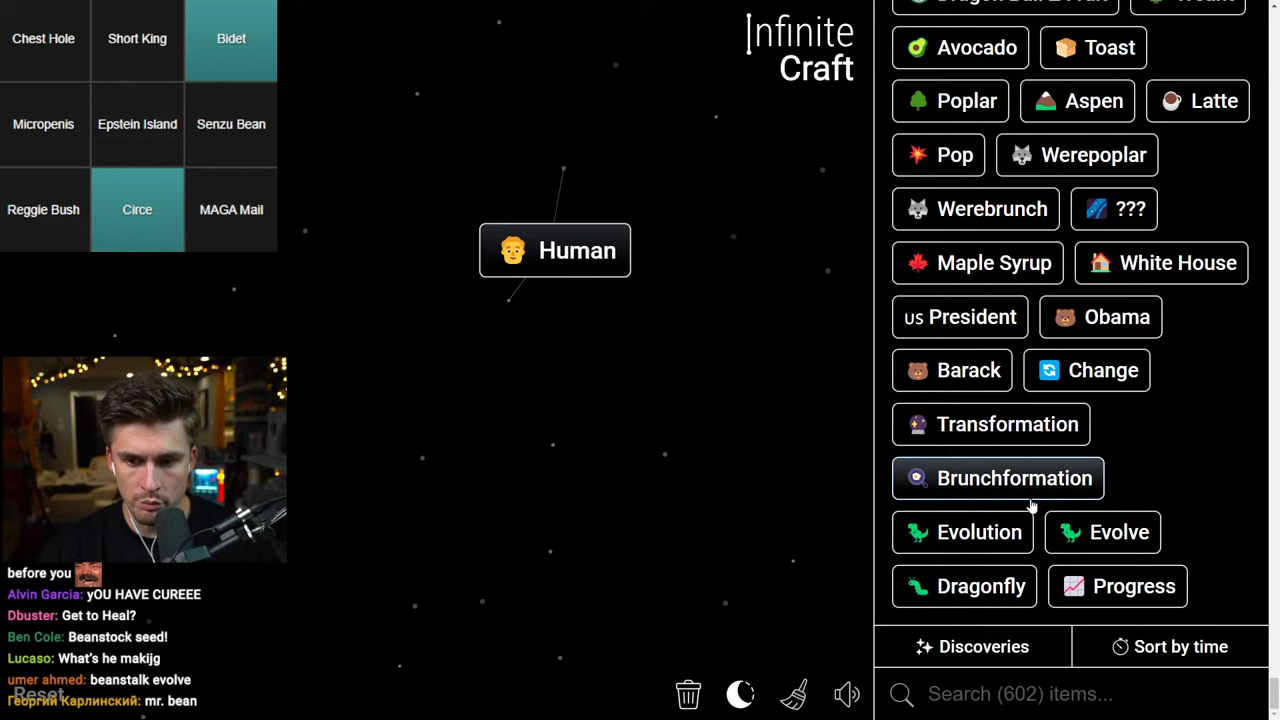 Chest Hole Short King Bidet
Micropenis Epstein Island Senzu Bean
Reggie Bush Circe MAGA Mail
Infinite
Craft
Human
Avocado Toast
Poplar Aspen Latte
Pop Werepoplar
Werebrunch ???
Maple Syrup White House
US President Obama
Barack Change
Transformation
Brunchformation
Evolution Evolve
Dragonfly Progress
Discoveries Sort by time
Search (602) items...
before you
Alvin Garcia: yOU HAVE CUREEE
Dbuster: Get to Heal?
Ben Cole: Beanstock seed!
Lucaso: What's he makijg
umer ahmed: beanstalk evolve
Георгий Карлинский: mr. bean
Reset